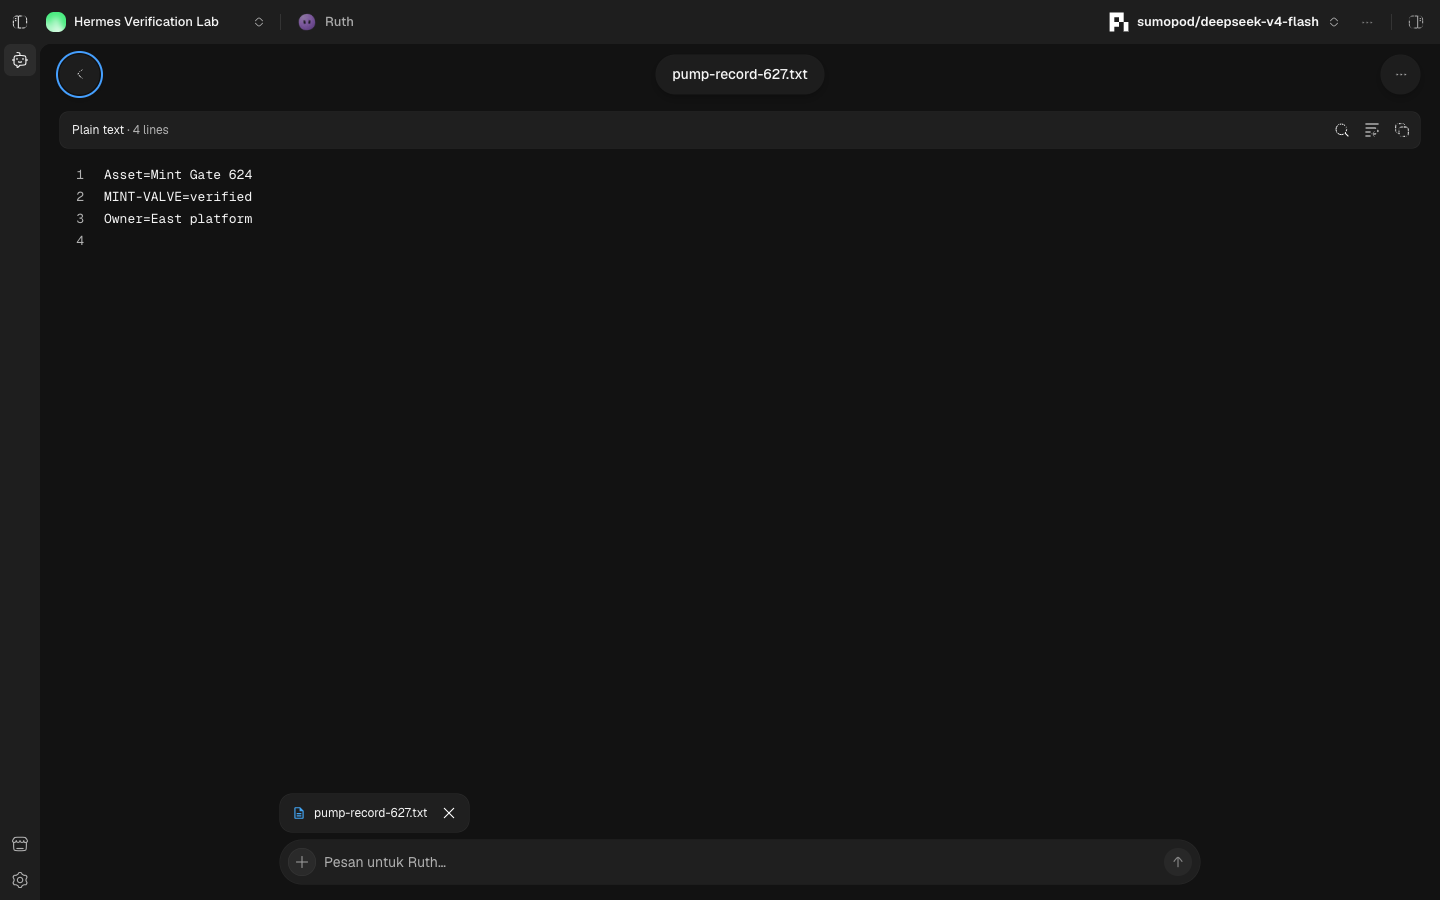 Hermes Verification Lab
Ruth
sumopod/deepseek-v4-flash
pump-record-627.txt
Plain text · 4 lines
1 Asset=Mint Gate 624
2 MINT-VALVE=verified
3 Owner=East platform
4
pump-record-627.txt
Pesan untuk Ruth...